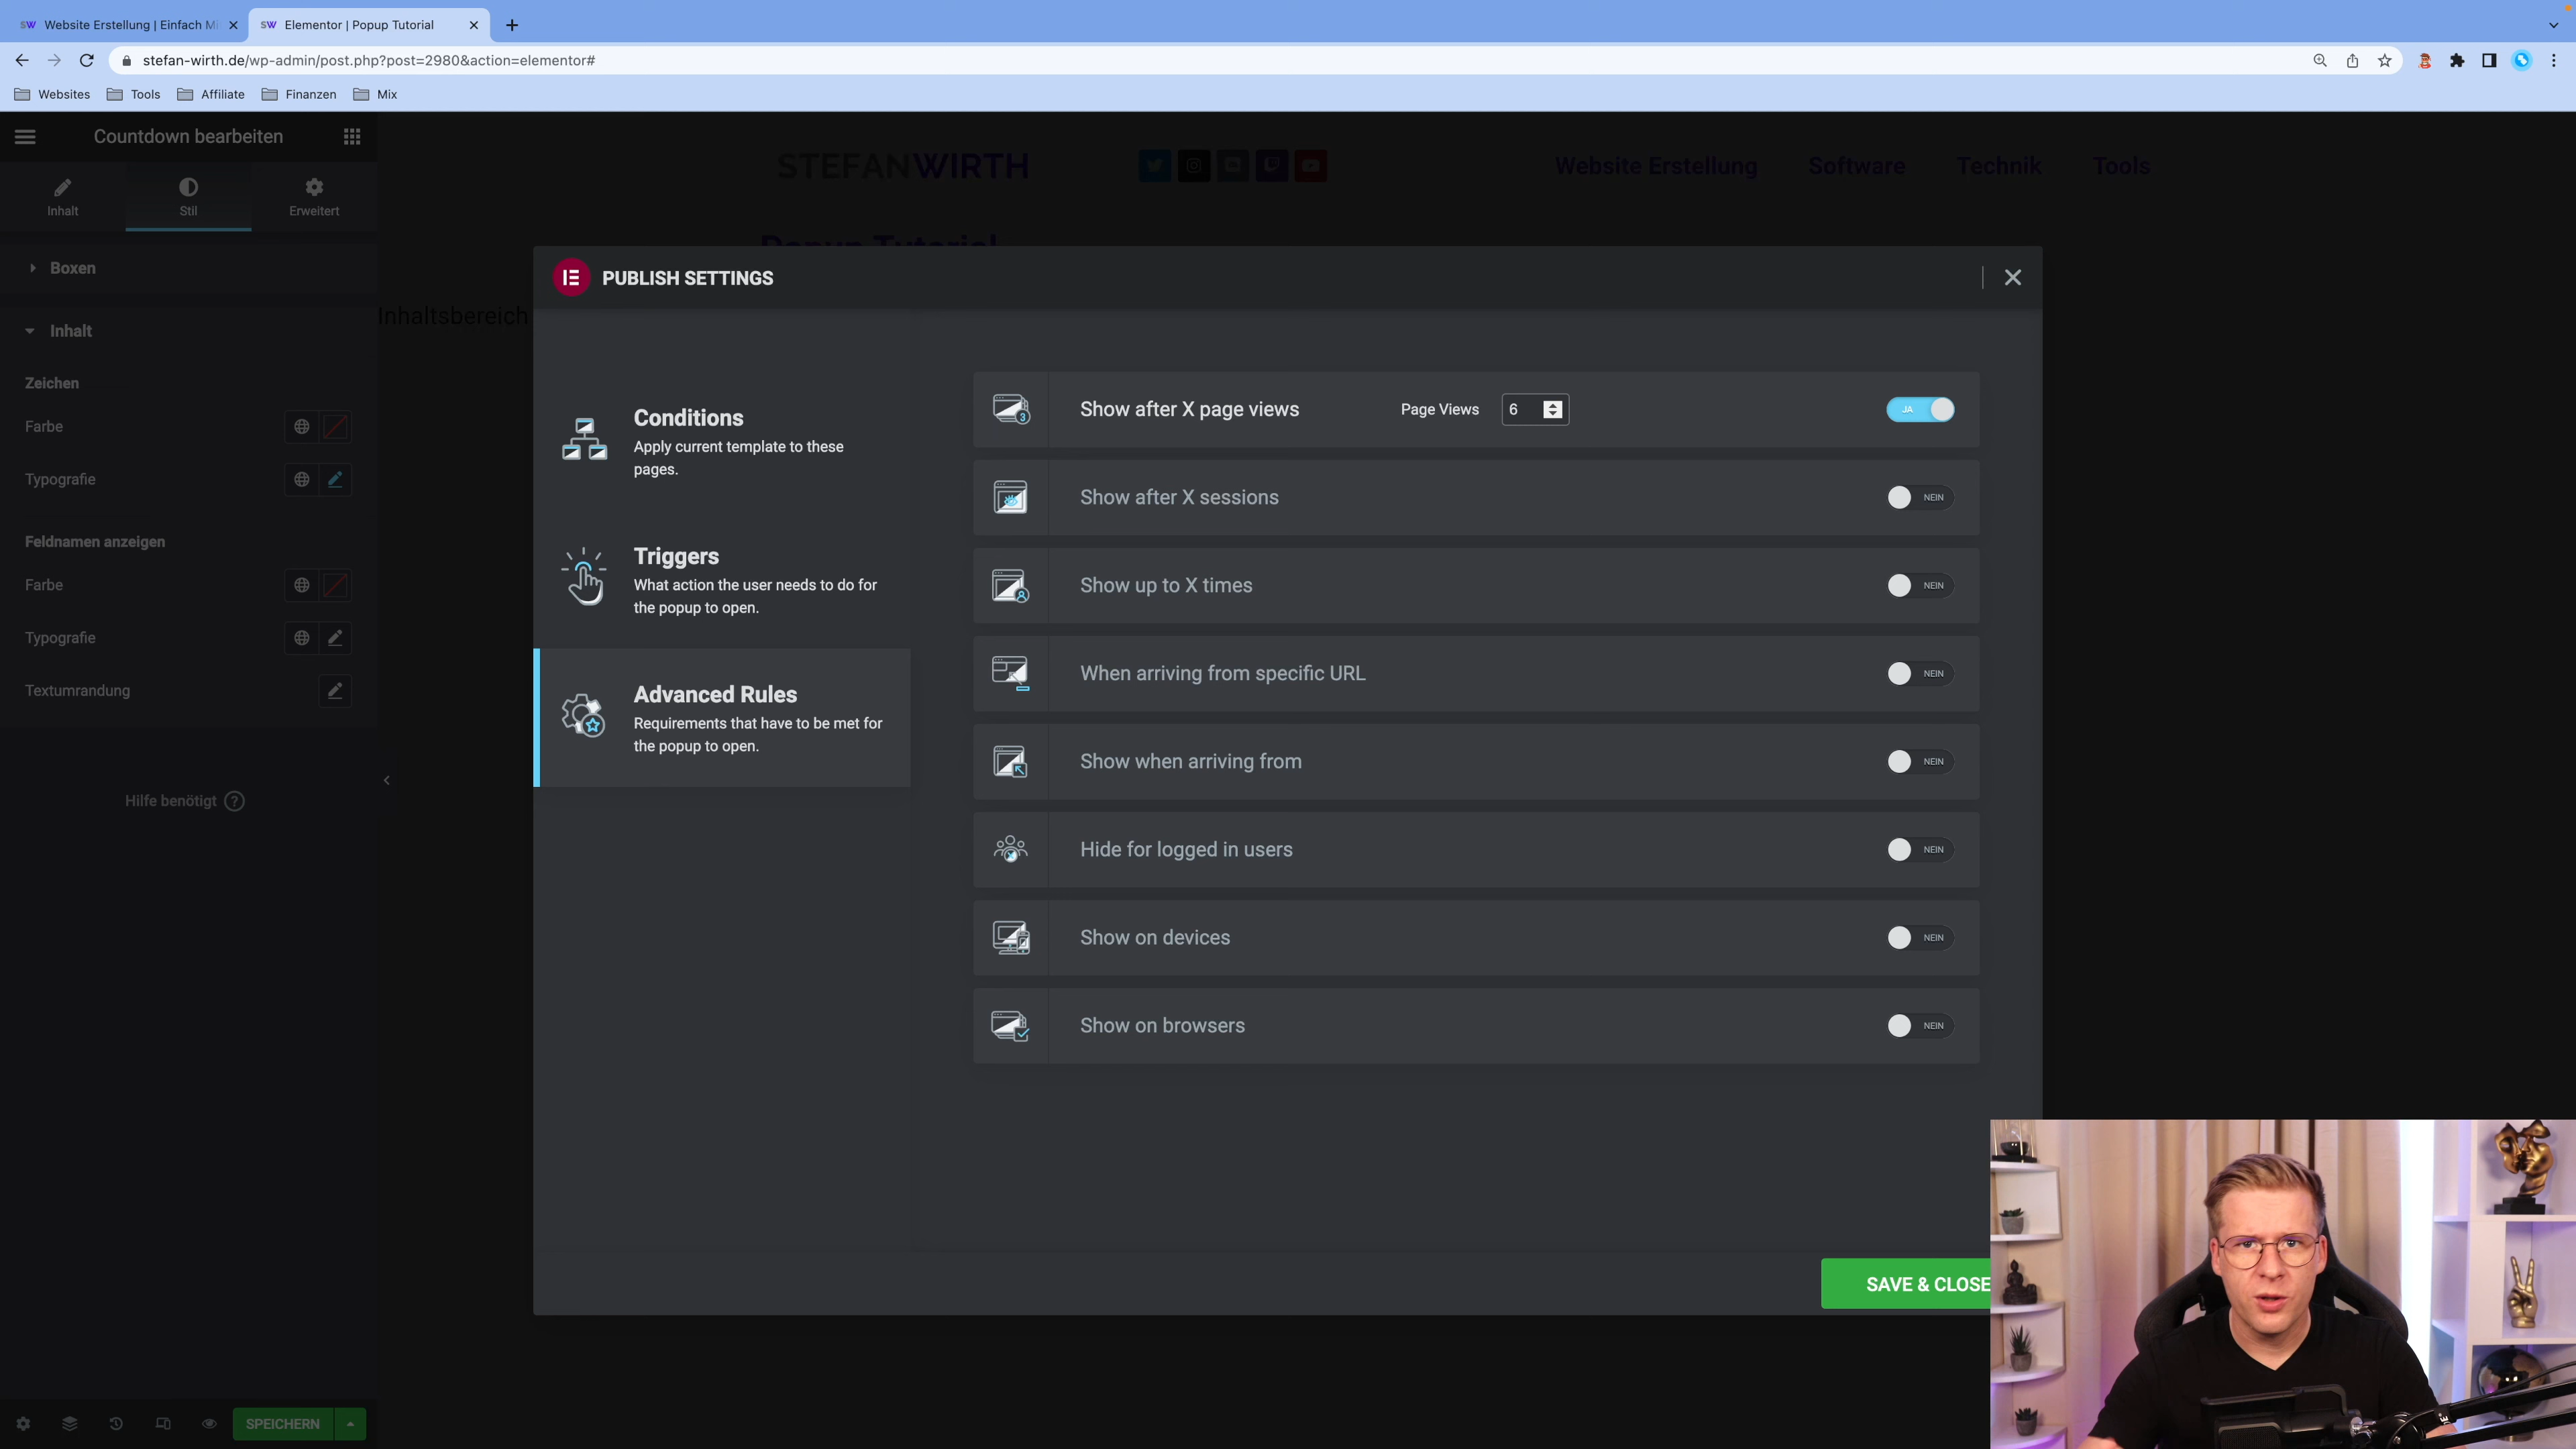 SW Website Erstellung | Einfach Mi
SW Elementor | Popup Tutorial
stefan-wirth.de/wp-admin/post.php?post=2980&action=elementor#
Websites Tools Affiliate Finanzen Mix
Countdown bearbeiten
Inhalt Stil Erweitert
Boxen
Inhalt
Zeichen
Farbe
Typografie
Feldnamen anzeigen
Farbe
Typografie
Textumrandung
Hilfe benötigt ?
SPEICHERN
STEFANWIRTH
Website Erstellung Software Technik Tools
Popup Tutorial
Inhaltsbereich
PUBLISH SETTINGS
Conditions
Apply current template to these
pages.
Triggers
What action the user needs to do for
the popup to open.
Advanced Rules
Requirements that have to be met for
the popup to open.
3 Show after X page views Page Views 6 JA
Show after X sessions NEIN
Show up to X times NEIN
When arriving from specific URL NEIN
Show when arriving from NEIN
Hide for logged in users NEIN
Show on devices NEIN
Show on browsers NEIN
SAVE & CLOSE